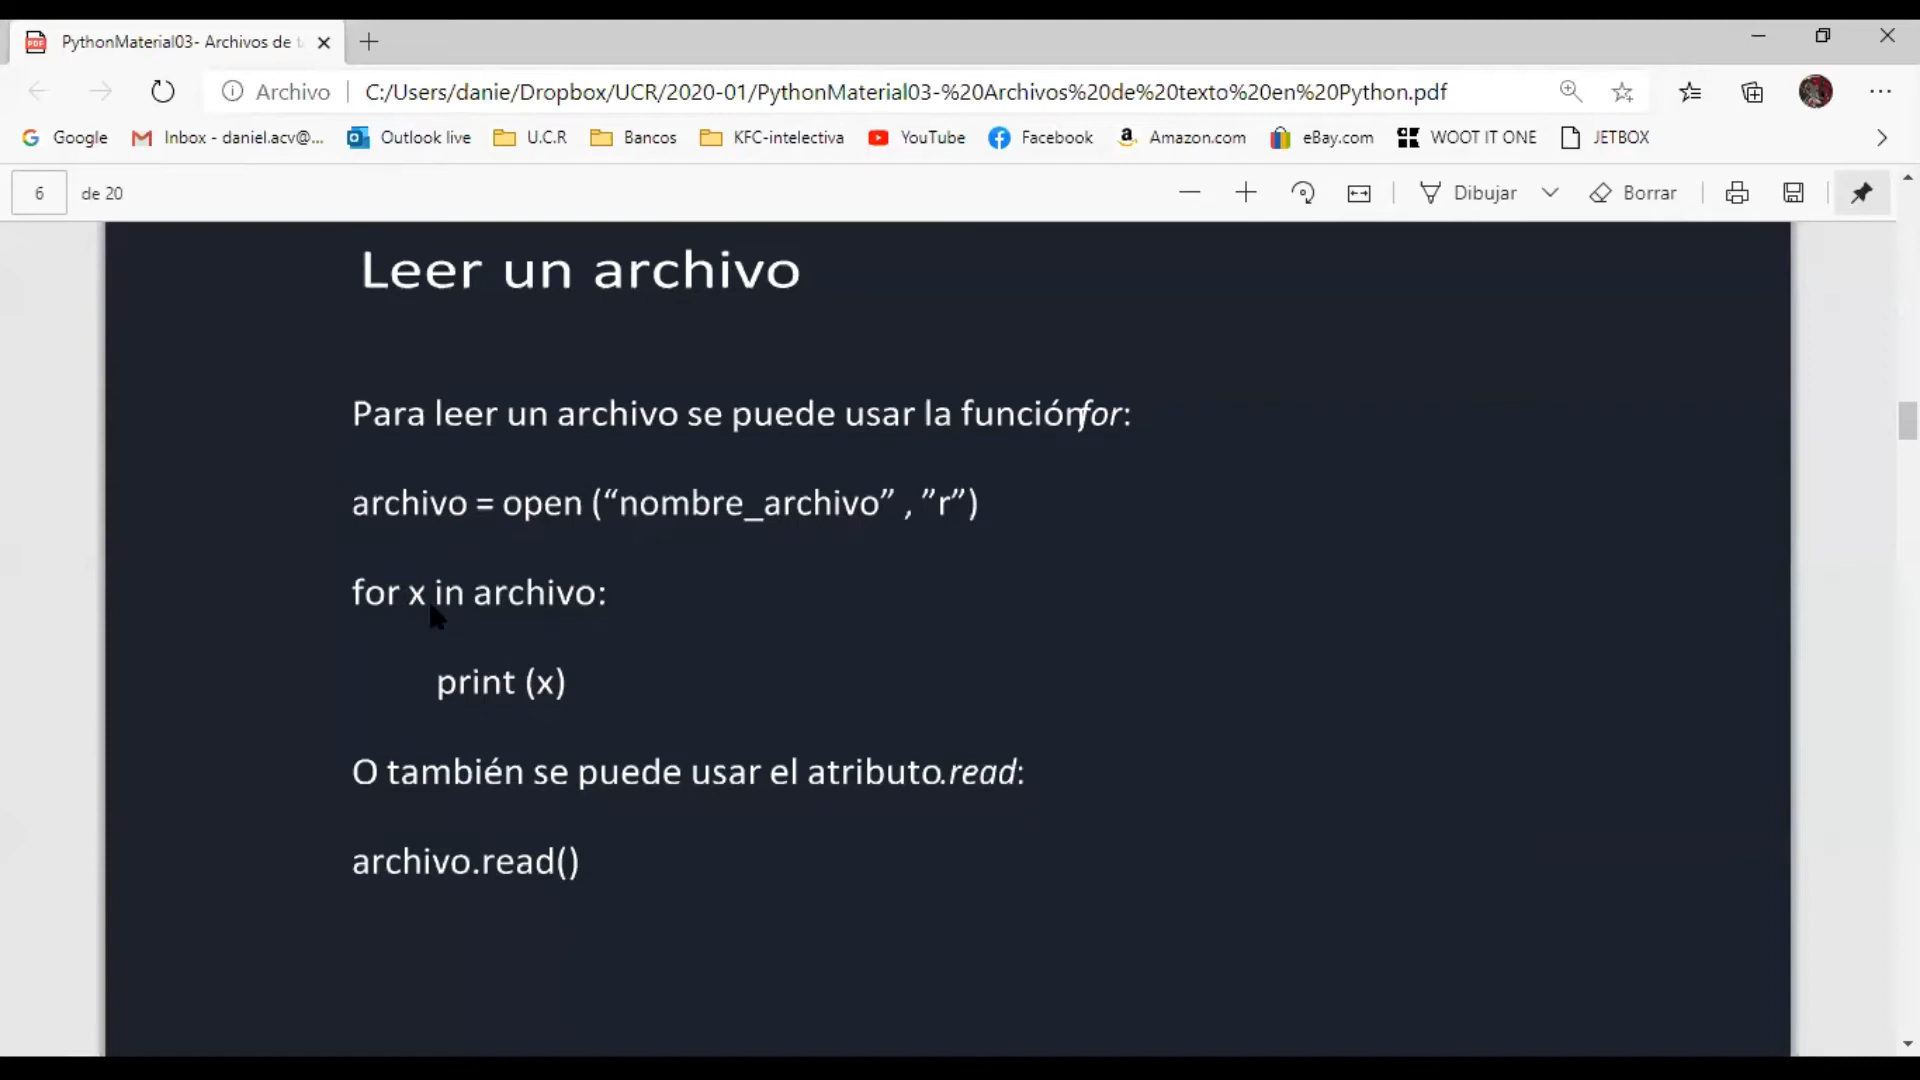 PythonMaterial03- Archivos de t
Archivo
C:/Users/danie/Dropbox/UCR/2020-01/PythonMaterial03-%20Archivos%20de%20texto%20en%20Python.pdf
Google
Inbox - daniel.acv@...
Outlook live
U.C.R
Bancos
KFC-intelectiva
YouTube
Facebook
Amazon.com
eBay.com
WOOT IT ONE
JETBOX
6 de 20
Dibujar
Borrar
Leer un archivo
Para leer un archivo se puede usar la función for:
archivo = open (“nombre_archivo” , ”r”)
for x in archivo:
print (x)
O también se puede usar el atributo.read:
archivo.read()